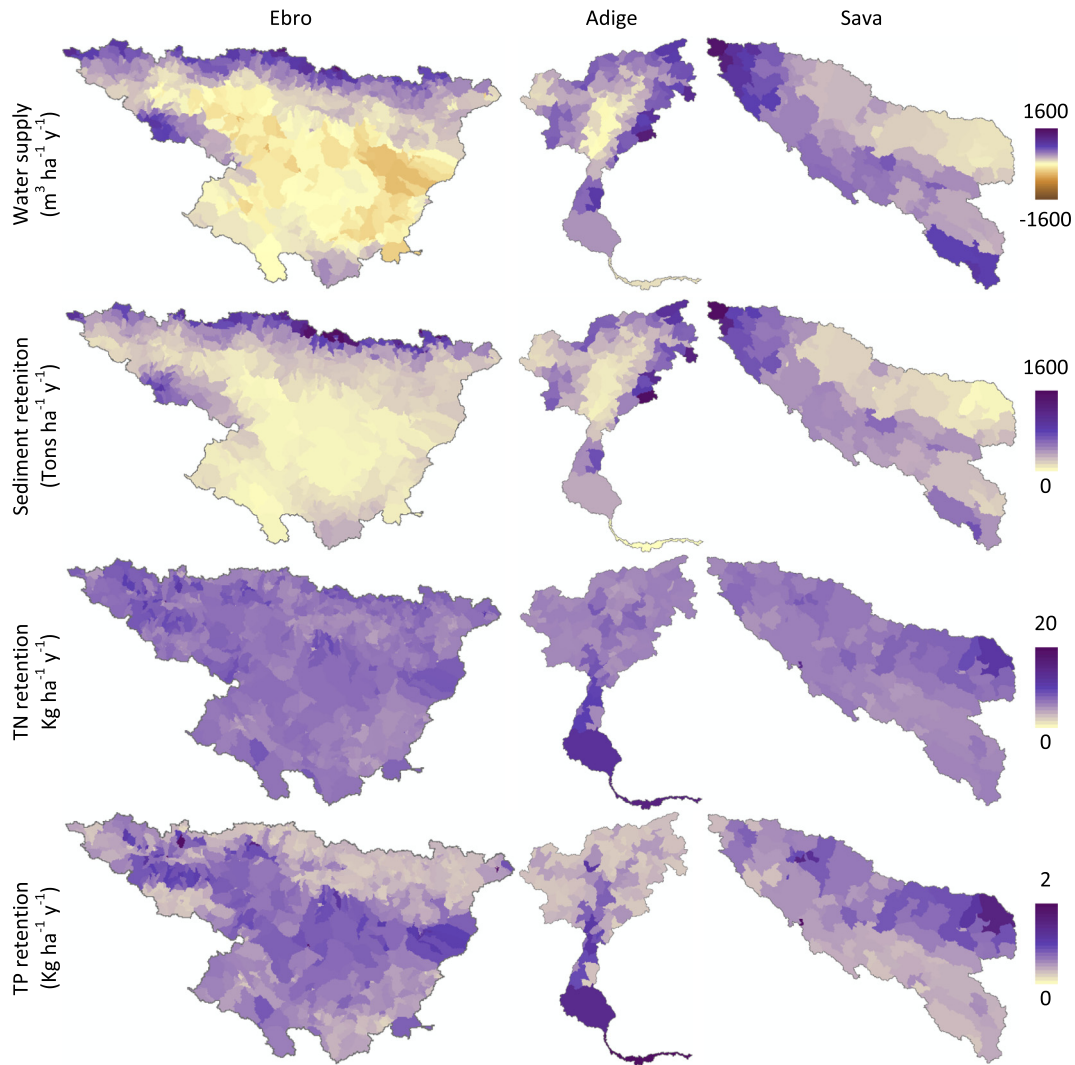 Ebro Adige Sava
Water supply
(m³ ha⁻¹ y⁻¹)
1600
-1600
Sediment reteniton
(Tons ha⁻¹ y⁻¹)
1600
0
TN retention
Kg ha⁻¹ y⁻¹)
20
0
TP retention
(Kg ha⁻¹ y⁻¹)
2
0